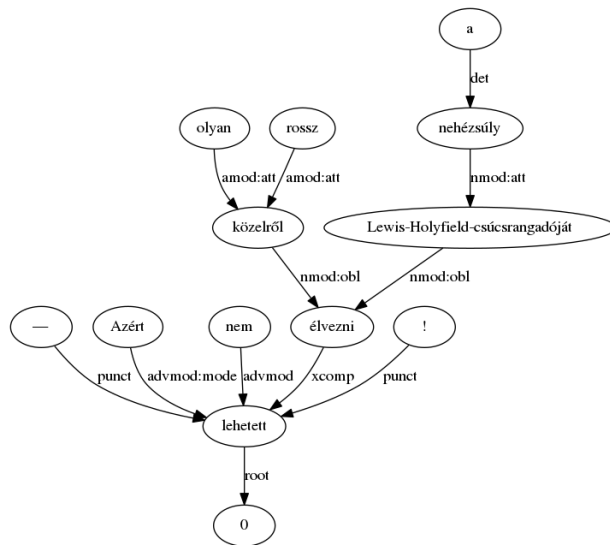 a
det
olyan
rossz
nehézsúly
amod:att
amod:att
nmod:att
közelről
Lewis-Holyfield-csúcsrangadóját
nmod:obl
nmod:obl
—
Azért
nem
élvezni
!
punct
advmod:mode
advmod
xcomp
punct
lehetett
root
0